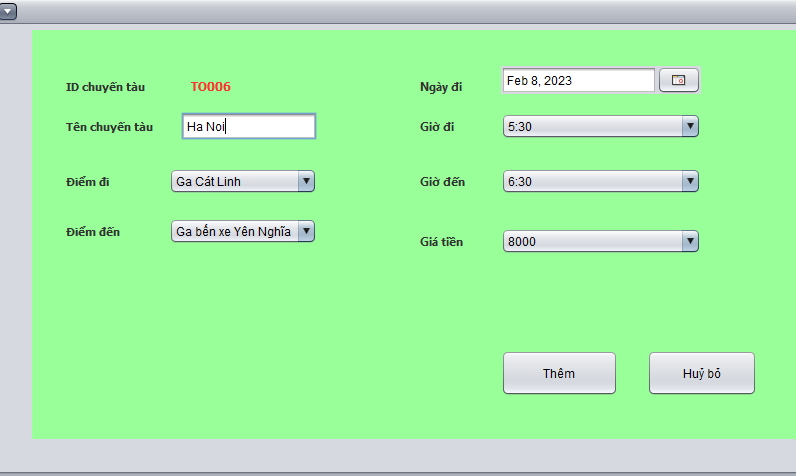 ID chuyến tàu TO006
Tên chuyến tàu Ha Noi
Điểm đi Ga Cát Linh
Điểm đến Ga bến xe Yên Nghĩa
Ngày đi Feb 8, 2023
Giờ đi 5:30
Giờ đến 6:30
Giá tiền 8000
Thêm Huỷ bỏ